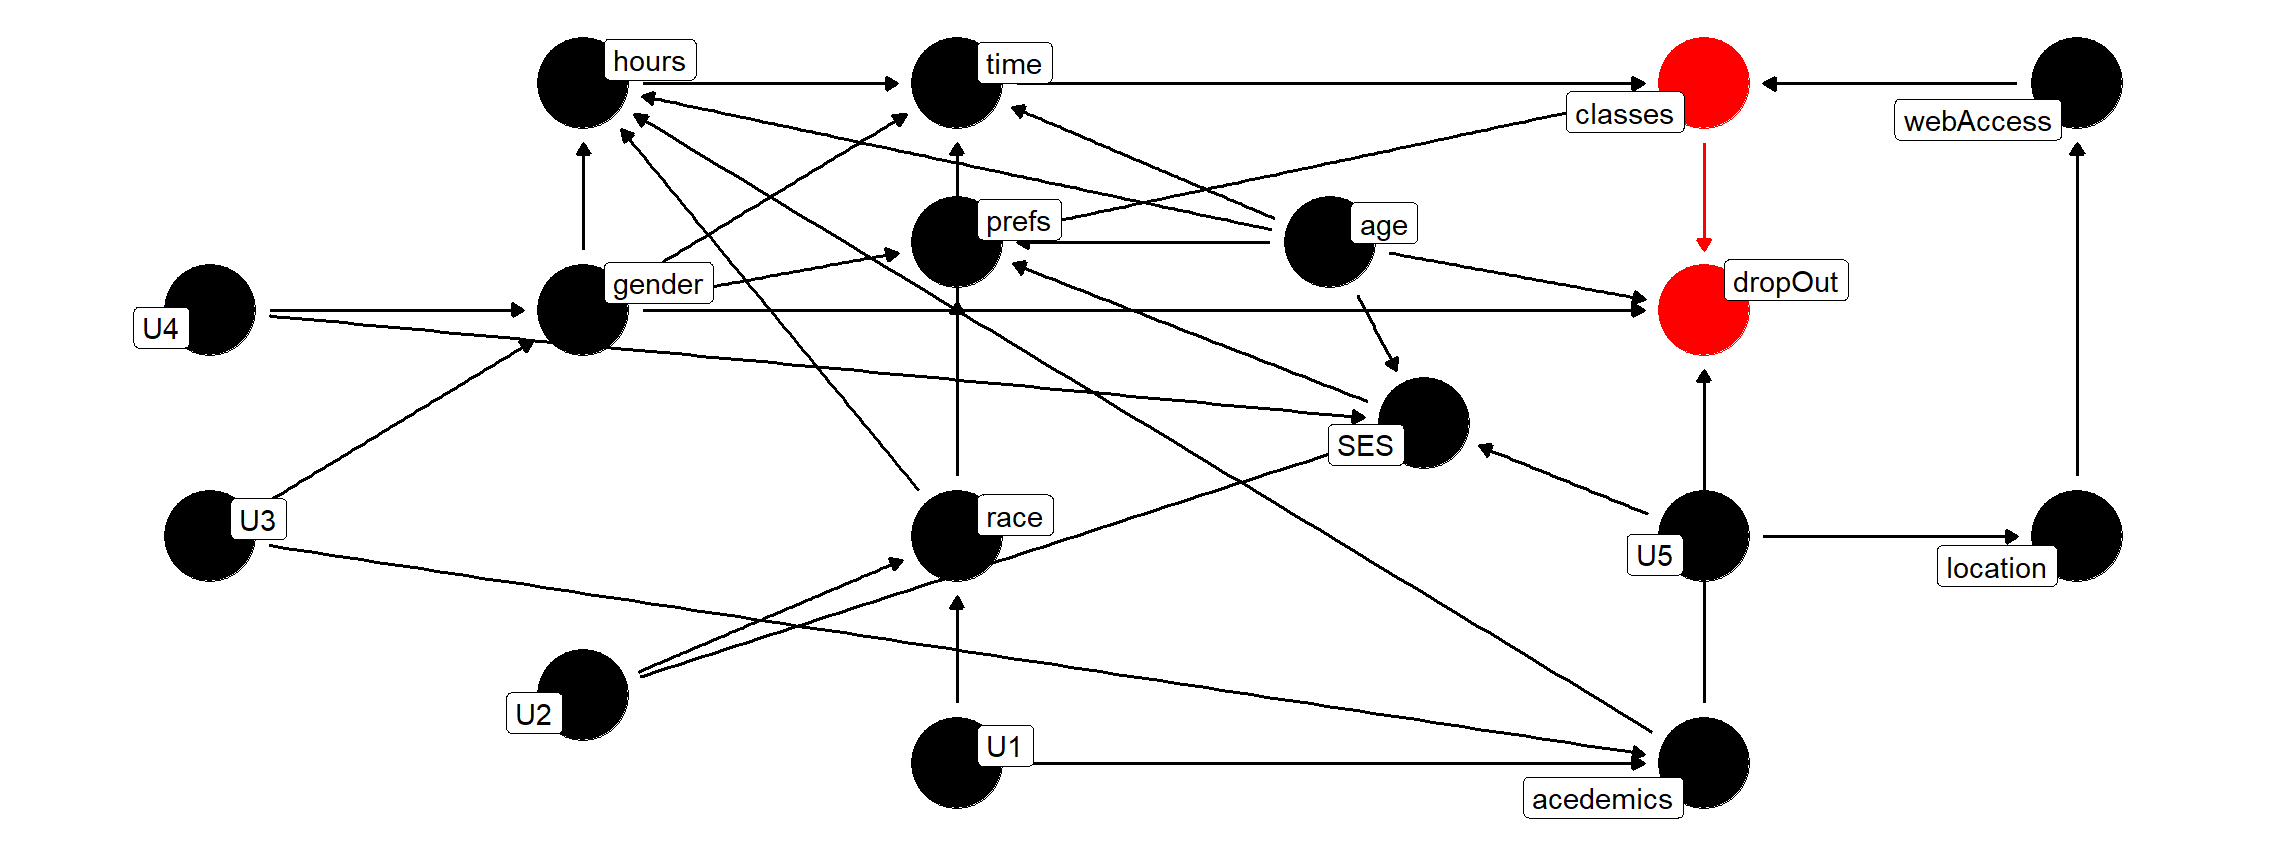 hours
time
classes
webAccess
prefs
age
gender
dropOut
U4
SES
U3
race
U5
location
U2
U1
acedemics